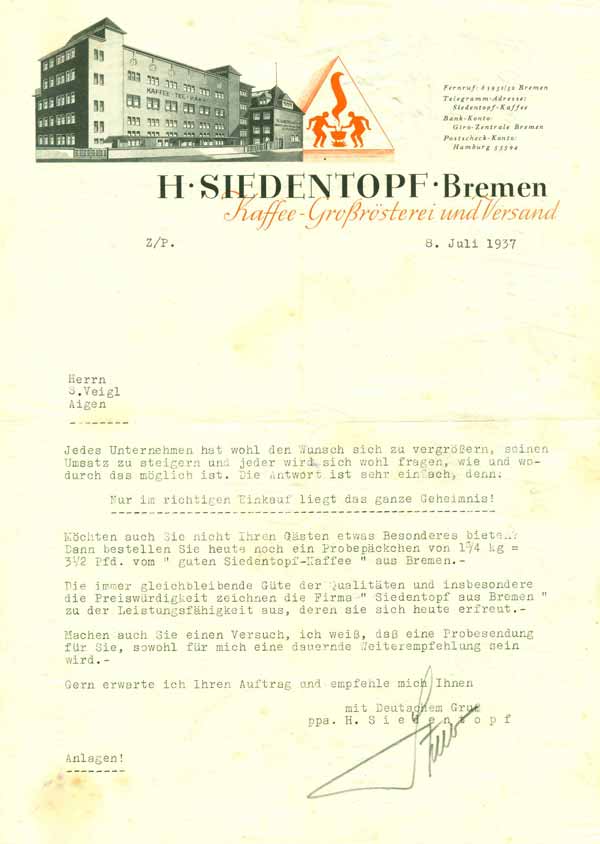 KAFFEE-TEE-
Fernruf: 81951/52 Bremen
Telegramm-Adresse:
Siedentopf-Kaffee
Bank-Konto:
Giro-Zentrale Bremen
Postscheck-Konto:
Hamburg 53594
H·SIEDENTOPF·Bremen
Kaffee-Großrösterei und Versand
Z/P.
8. Juli 1937
Herrn
S.Veigl
Aigen
Jedes Unternehmen hat wohl den Wunsch sich zu vergrößern, seinen
Umsatz zu steigern und jeder wird sich wohl fragen, wie und wo-
durch das möglich ist. Die Antwort ist sehr einfach, denn:
Nur im richtigen Einkauf liegt das ganze Geheimnis!
Möchten auch Sie nicht Ihren Gästen etwas Besonderes bieten?
Dann bestellen Sie heute noch ein Probepäckchen von 1¾ kg =
3½ Pfd. vom " guten Siedentopf-Kaffee " aus Bremen.-
Die immer gleichbleibende Güte der Qualitäten und insbesondere
die Preiswürdigkeit zeichnen die Firma " Siedentopf aus Bremen "
zu der Leistungsfähigkeit aus, deren sie sich heute erfreut.-
Machen auch Sie einen Versuch, ich weiß, daß eine Probesendung
für Sie, sowohl für mich eine dauernde Weiterempfehlung sein
wird.-
Gern erwarte ich Ihren Auftrag und empfehle mich Ihnen
mit Deutschem Gruß
ppa. H. S i e d e n t o p f
Anlagen!